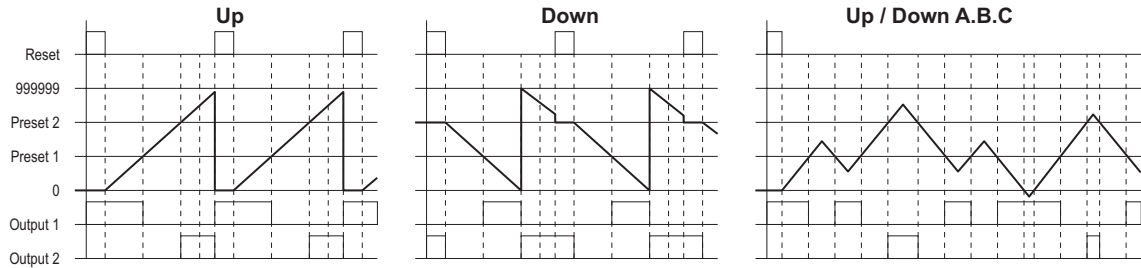 Up
Down
Up / Down A.B.C
Reset
999999
Preset 2
Preset 1
0
Output 1
Output 2